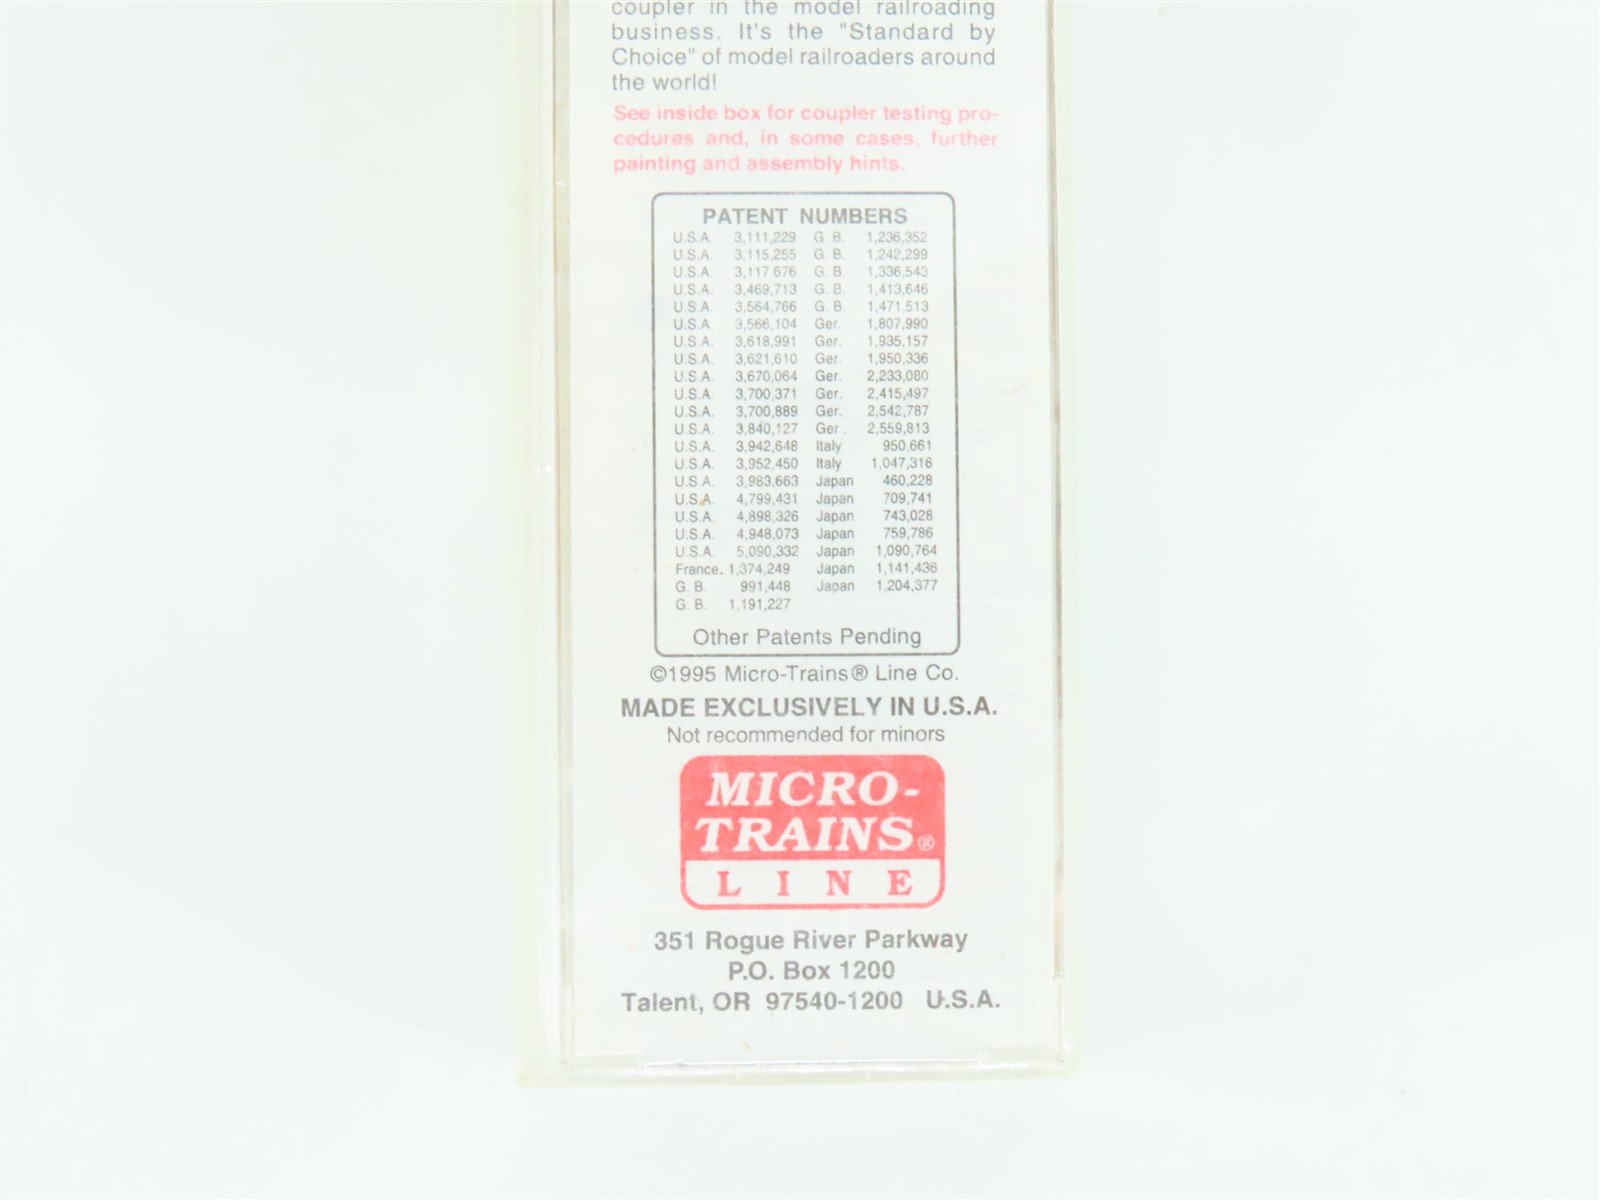 coupler in the model railroading
business. It's the "Standard by
Choice" of model railroaders around
the world!
See inside box for coupler testing pro-
cedures and, in some cases, further
painting and assembly hints.
PATENT NUMBERS
U.S.A. 3,111,229 G. B. 1,236,352
U.S.A. 3,115,255 G. B. 1,242,299
U.S.A. 3,117,676 G. B. 1,336,543
U.S.A. 3,469,713 G. B. 1,413,646
U.S.A. 3,564,766 G. B. 1,471,513
U.S.A. 3,566,104 Ger. 1,807,990
U.S.A. 3,618,991 Ger. 1,935,157
U.S.A. 3,621,610 Ger. 1,950,336
U.S.A. 3,670,064 Ger. 2,233,080
U.S.A. 3,700,371 Ger. 2,415,497
U.S.A. 3,700,889 Ger. 2,542,787
U.S.A. 3,840,127 Ger . 2,559,813
U.S.A. 3,942,648 Italy 950,661
U.S.A. 3,952,450 Italy 1,047,316
U.S.A. 3,983,663 Japan 460,228
U.S.A. 4,799,431 Japan 709,741
U.S.A. 4,898,326 Japan 743,028
U.S.A. 4,948,073 Japan 759,786
U.S.A. 5,090,332 Japan 1,090,764
France. 1,374,249 Japan 1,141,436
G. B. 991,448 Japan 1,204,377
G. B. 1,191,227
Other Patents Pending
©1995 Micro-Trains® Line Co.
MADE EXCLUSIVELY IN U.S.A.
Not recommended for minors
MICRO-
TRAINS®
LINE
351 Rogue River Parkway
P.O. Box 1200
Talent, OR 97540-1200 U.S.A.